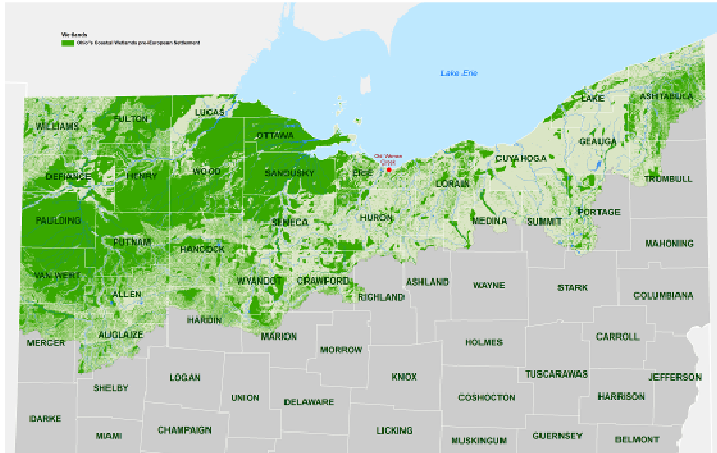 Wetlands
Ohio's Coastal Wetlands pre-European Settlement
Lake Erie
LAKE
ASHTABULA
LUCAS
FULTON
WILLIAMS
OTTAWA
GEAUGA
CUYAHOGA
WOOD
SANDUSKY
ERIE
DEFIANCE
HENRY
LORAIN
TRUMBULL
PAULDING
SENECA
HURON
MEDINA
SUMMIT
PORTAGE
PUTNAM
HANCOCK
MAHONING
VAN WERT
WYANDOT
CRAWFORD
ASHLAND
WAYNE
STARK
ALLEN
RICHLAND
COLUMBIANA
HARDIN
MERCER
AUGLAIZE
MARION
MORROW
HOLMES
CARROLL
LOGAN
KNOX
TUSCARAWAS
JEFFERSON
SHELBY
UNION
DELAWARE
COSHOCTON
HARRISON
DARKE
MIAMI
CHAMPAIGN
LICKING
MUSKINGUM
GUERNSEY
BELMONT